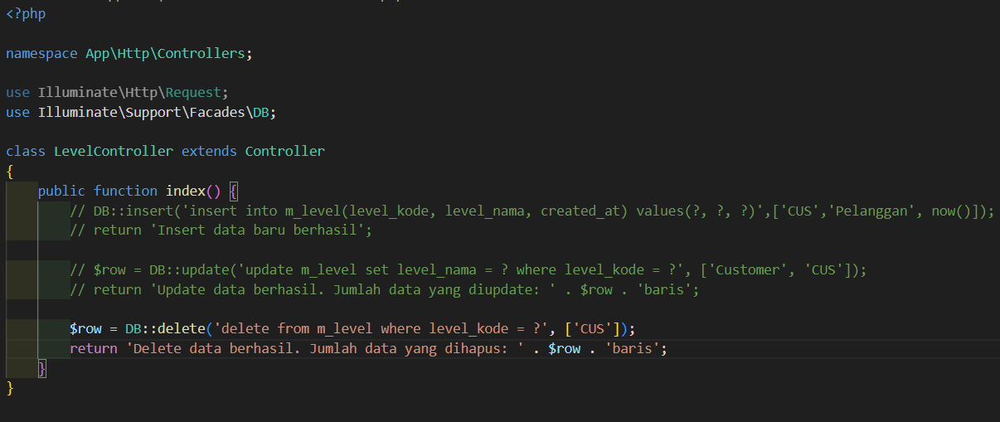 <?php
namespace App\Http\Controllers;
use Illuminate\Http\Request;
use Illuminate\Support\Facades\DB;
class LevelController extends Controller
{
    public function index() {
        // DB::insert('insert into m_level(level_kode, level_nama, created_at) values(?, ?, ?)',['CUS','Pelanggan', now()]);
        // return 'Insert data baru berhasil';
        // $row = DB::update('update m_level set level_nama = ? where level_kode = ?', ['Customer', 'CUS']);
        // return 'Update data berhasil. Jumlah data yang diupdate: ' . $row . 'baris';
        $row = DB::delete('delete from m_level where level_kode = ?', ['CUS']);
        return 'Delete data berhasil. Jumlah data yang dihapus: ' . $row . 'baris';
    }
}